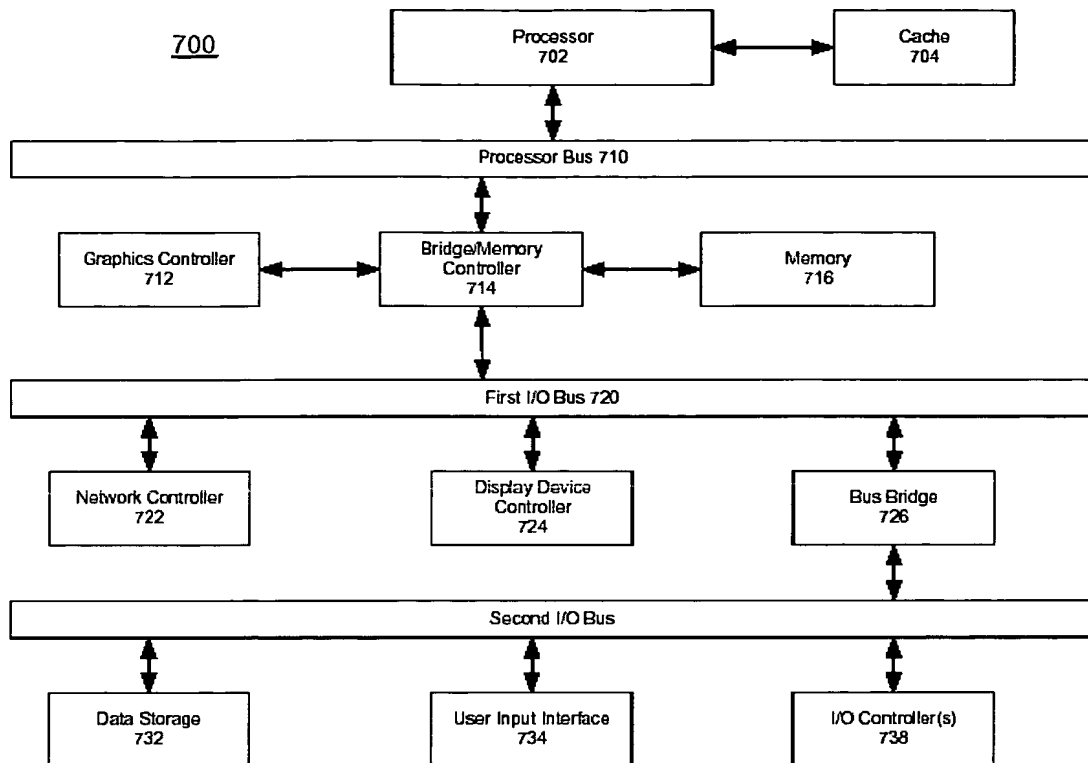 700
Processor
702
Cache
704
Processor Bus 710
Graphics Controller
712
Bridge/Memory
Controller
714
Memory
716
First I/O Bus 720
Network Controller
722
Display Device
Controller
724
Bus Bridge
726
Second I/O Bus
Data Storage
732
User Input Interface
734
I/O Controller(s)
738